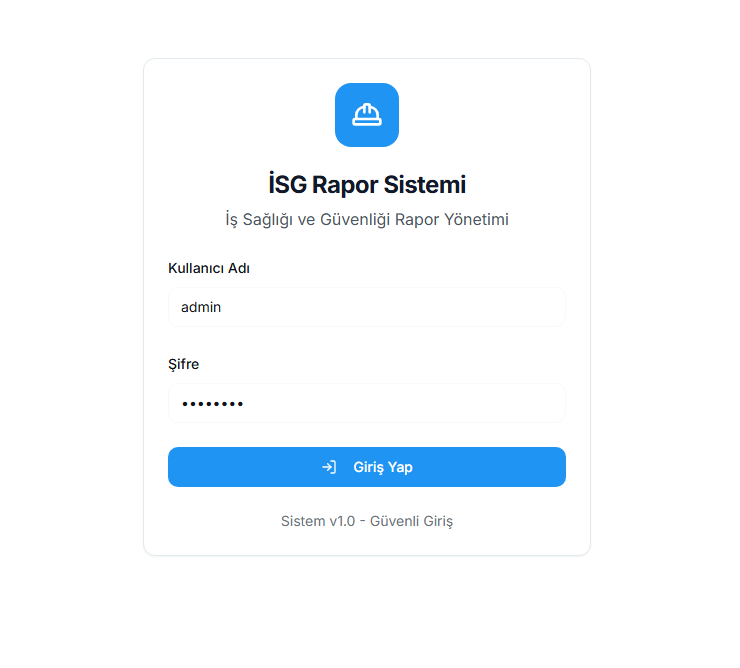 İSG Rapor Sistemi
İş Sağlığı ve Güvenliği Rapor Yönetimi
Kullanıcı Adı
admin
Şifre
••••••••
Giriş Yap
Sistem v1.0 - Güvenli Giriş